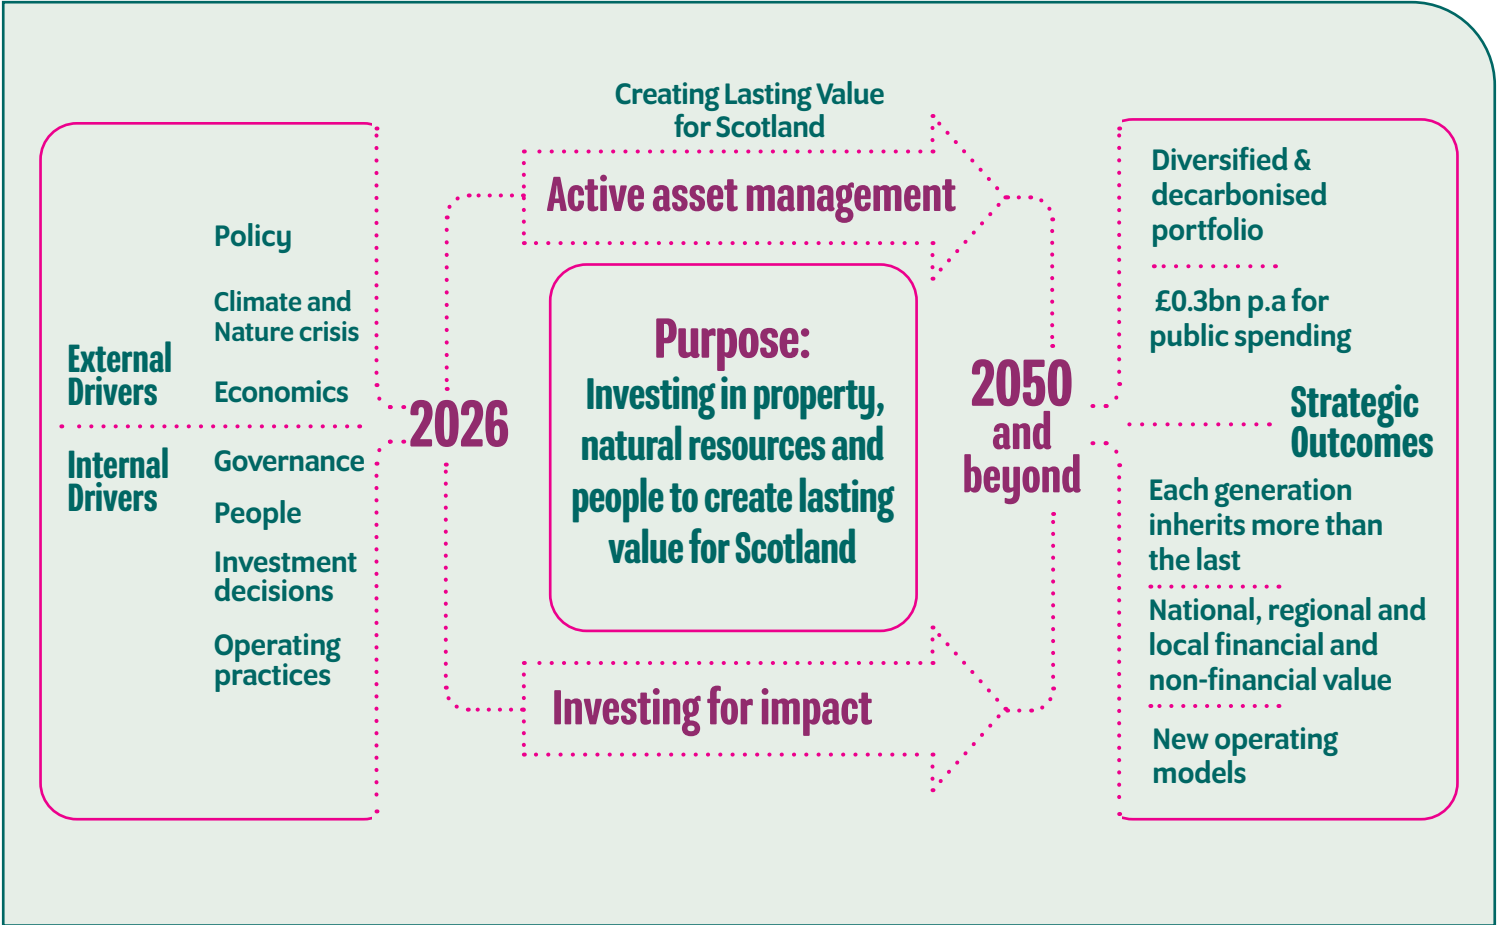 Creating Lasting Value
for Scotland
External
Drivers
Policy
Climate and
Nature crisis
Economics
Internal
Drivers
Governance
People
Investment
decisions
Operating
practices
2026
Active asset management
Purpose:
Investing in property,
natural resources and
people to create lasting
value for Scotland
Investing for impact
2050
and
beyond
Strategic
Outcomes
Diversified &
decarbonised
portfolio
£0.3bn p.a for
public spending
Each generation
inherits more than
the last
National, regional and
local financial and
non-financial value
New operating
models